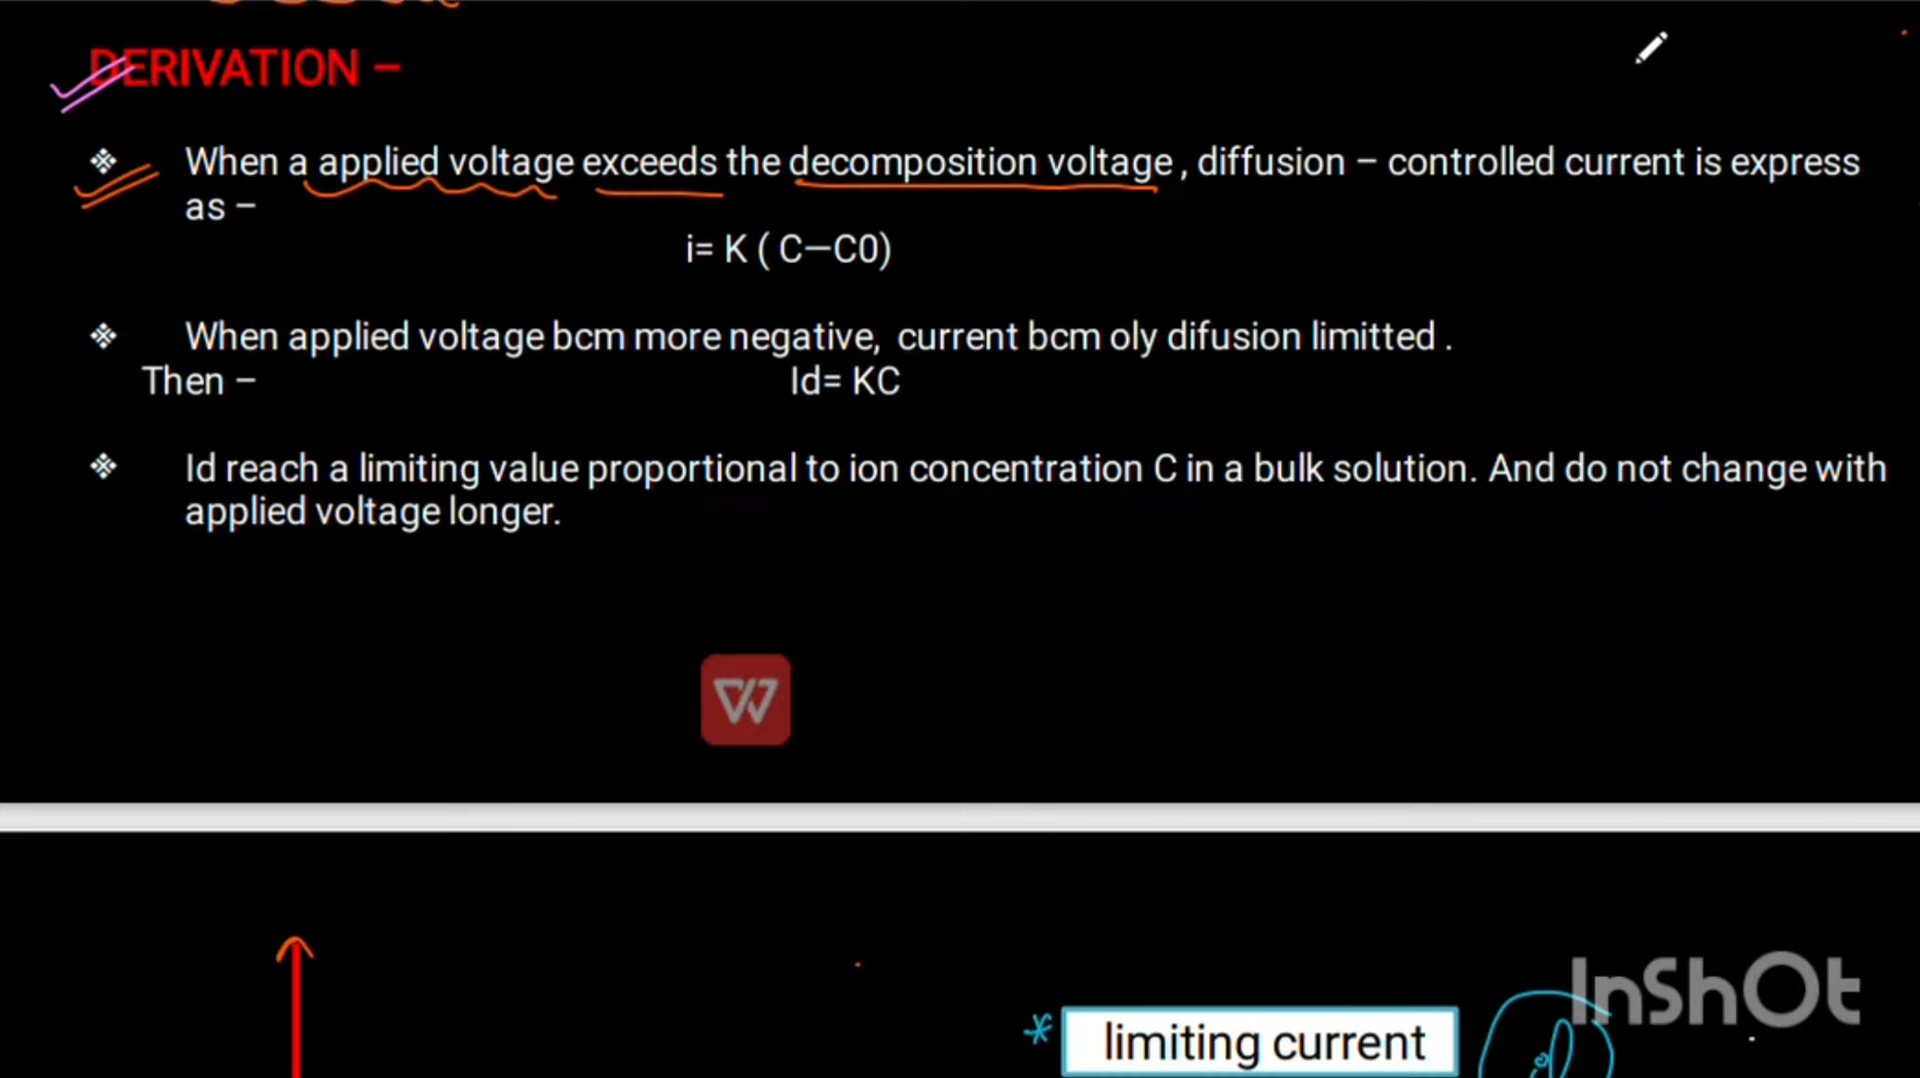 DERIVATION –
❖ When a applied voltage exceeds the decomposition voltage , diffusion – controlled current is express
as –
i= K ( C—C0)
❖ When applied voltage bcm more negative, current bcm oly difusion limitted .
Then – Id= KC
❖ Id reach a limiting value proportional to ion concentration C in a bulk solution. And do not change with
applied voltage longer.
InShOt
* limiting current id